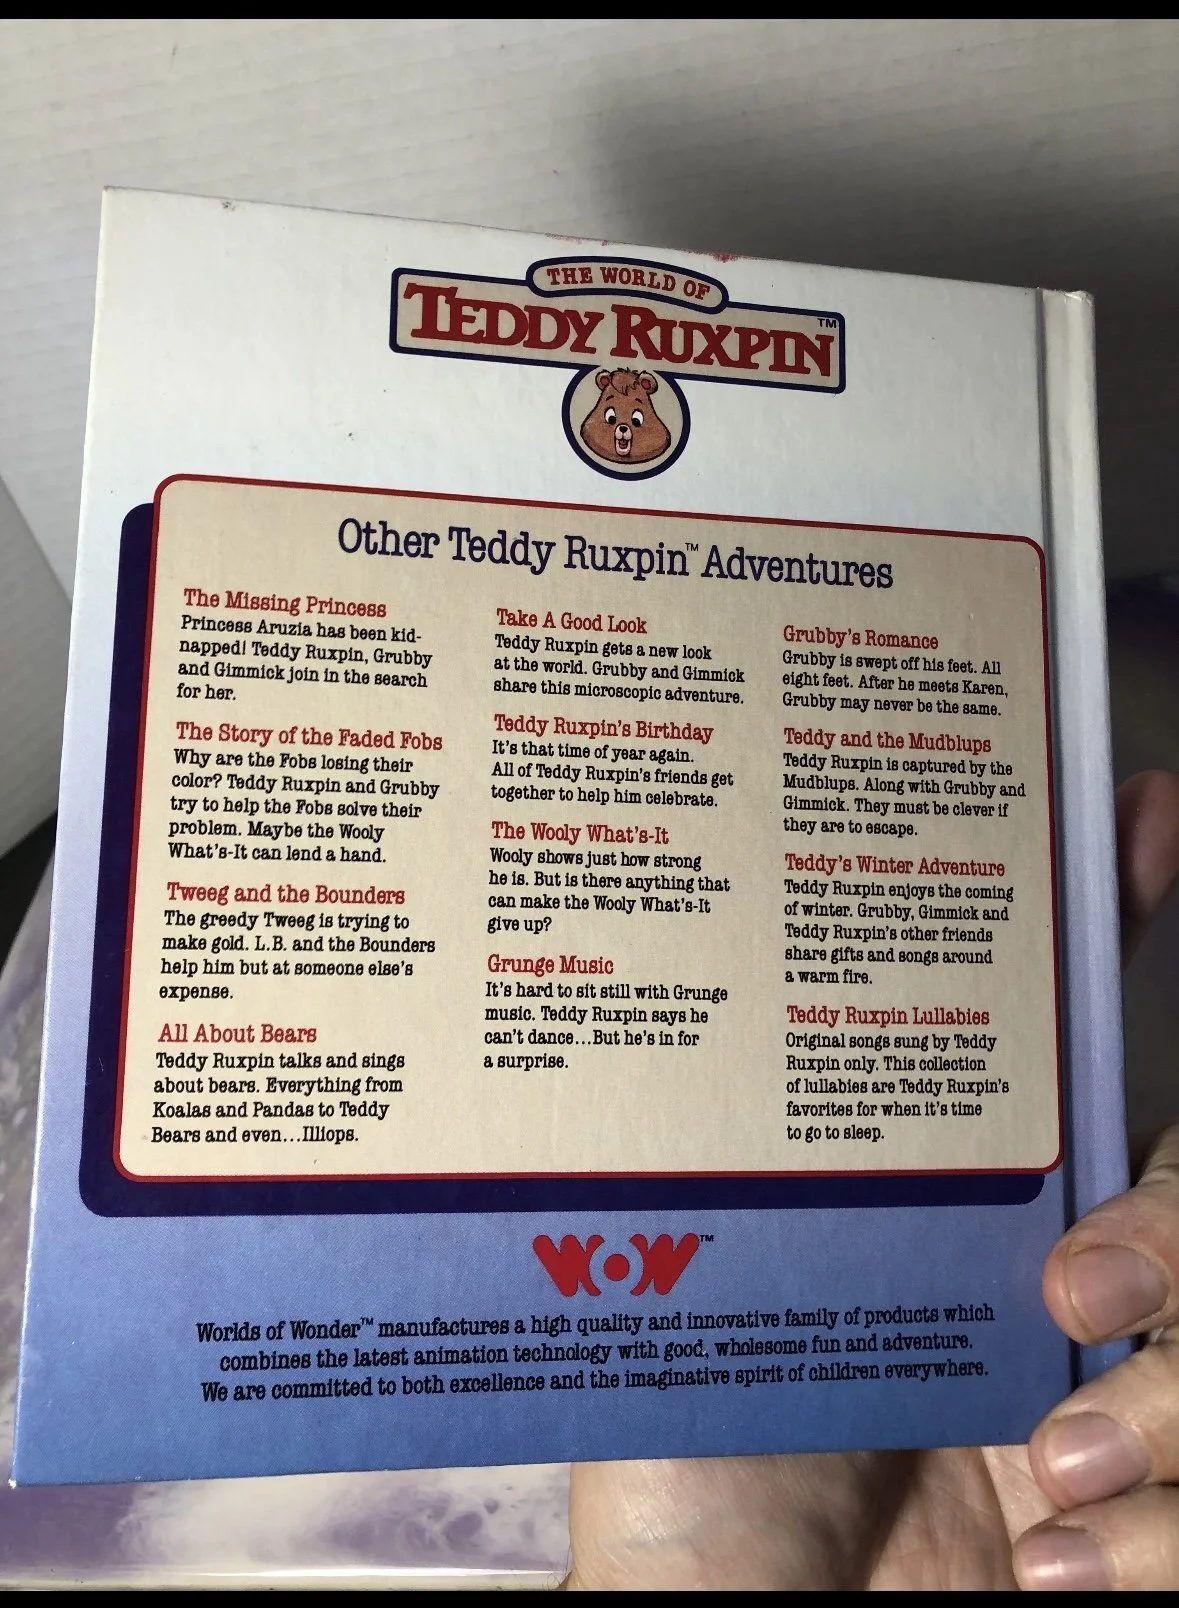 THE WORLD OF
TEDDY RUXPIN™
Other Teddy Ruxpin™ Adventures
The Missing Princess
Princess Aruzia has been kid-
napped! Teddy Ruxpin, Grubby
and Gimmick join in the search
for her.
The Story of the Faded Fobs
Why are the Fobs losing their
color? Teddy Ruxpin and Grubby
try to help the Fobs solve their
problem. Maybe the Wooly
What's-It can lend a hand.
Tweeg and the Bounders
The greedy Tweeg is trying to
make gold. L.B. and the Bounders
help him but at someone else's
expense.
All About Bears
Teddy Ruxpin talks and sings
about bears. Everything from
Koalas and Pandas to Teddy
Bears and even...Illiops.
Take A Good Look
Teddy Ruxpin gets a new look
at the world. Grubby and Gimmick
share this microscopic adventure.
Teddy Ruxpin's Birthday
It's that time of year again.
All of Teddy Ruxpin's friends get
together to help him celebrate.
The Wooly What's-It
Wooly shows just how strong
he is. But is there anything that
can make the Wooly What's-It
give up?
Grunge Music
It's hard to sit still with Grunge
music. Teddy Ruxpin says he
can't dance...But he's in for
a surprise.
Grubby's Romance
Grubby is swept off his feet. All
eight feet. After he meets Karen,
Grubby may never be the same.
Teddy and the Mudblups
Teddy Ruxpin is captured by the
Mudblups. Along with Grubby and
Gimmick. They must be clever if
they are to escape.
Teddy's Winter Adventure
Teddy Ruxpin enjoys the coming
of winter. Grubby, Gimmick and
Teddy Ruxpin's other friends
share gifts and songs around
a warm fire.
Teddy Ruxpin Lullabies
Original songs sung by Teddy
Ruxpin only. This collection
of lullabies are Teddy Ruxpin's
favorites for when it's time
to go to sleep.
WOW™
Worlds of Wonder™ manufactures a high quality and innovative family of products which
combines the latest animation technology with good, wholesome fun and adventure.
We are committed to both excellence and the imaginative spirit of children everywhere.